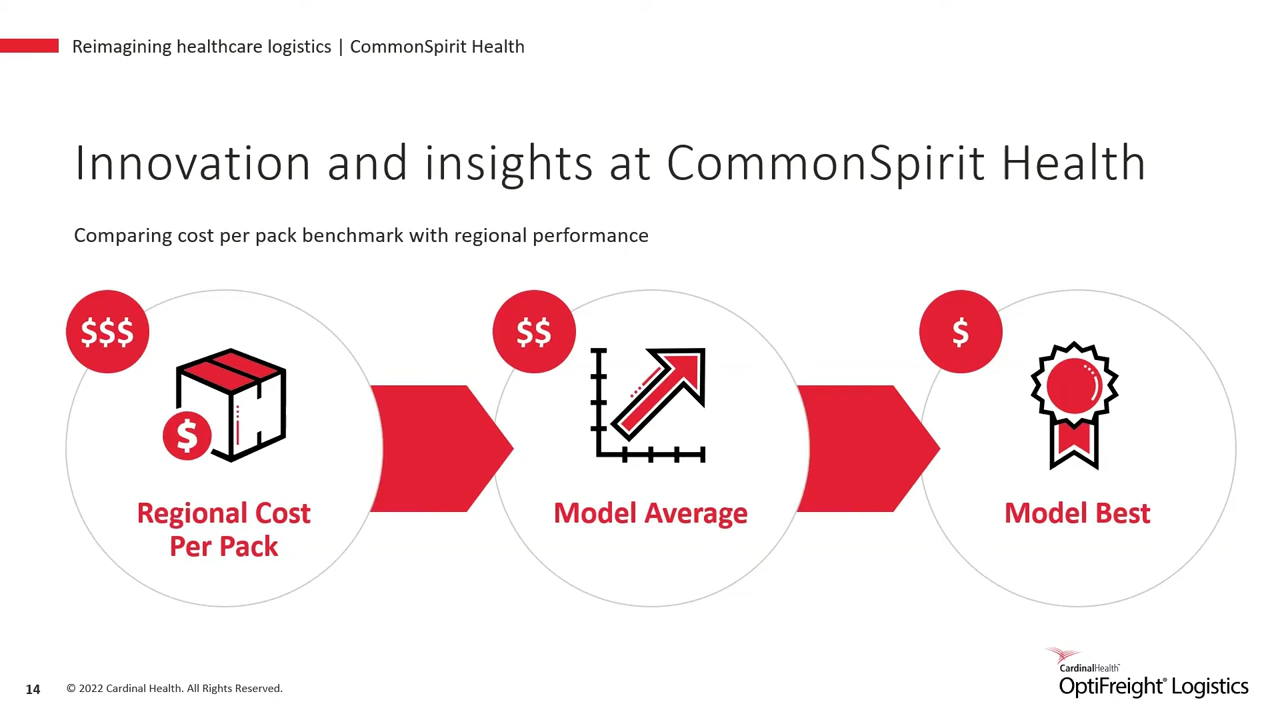 Reimagining healthcare logistics | CommonSpirit Health
Innovation and insights at CommonSpirit Health
Comparing cost per pack benchmark with regional performance
$$$
$
Regional Cost
Per Pack
$$
Model Average
$
Model Best
14
© 2022 Cardinal Health. All Rights Reserved.
CardinalHealth™
OptiFreight® Logistics